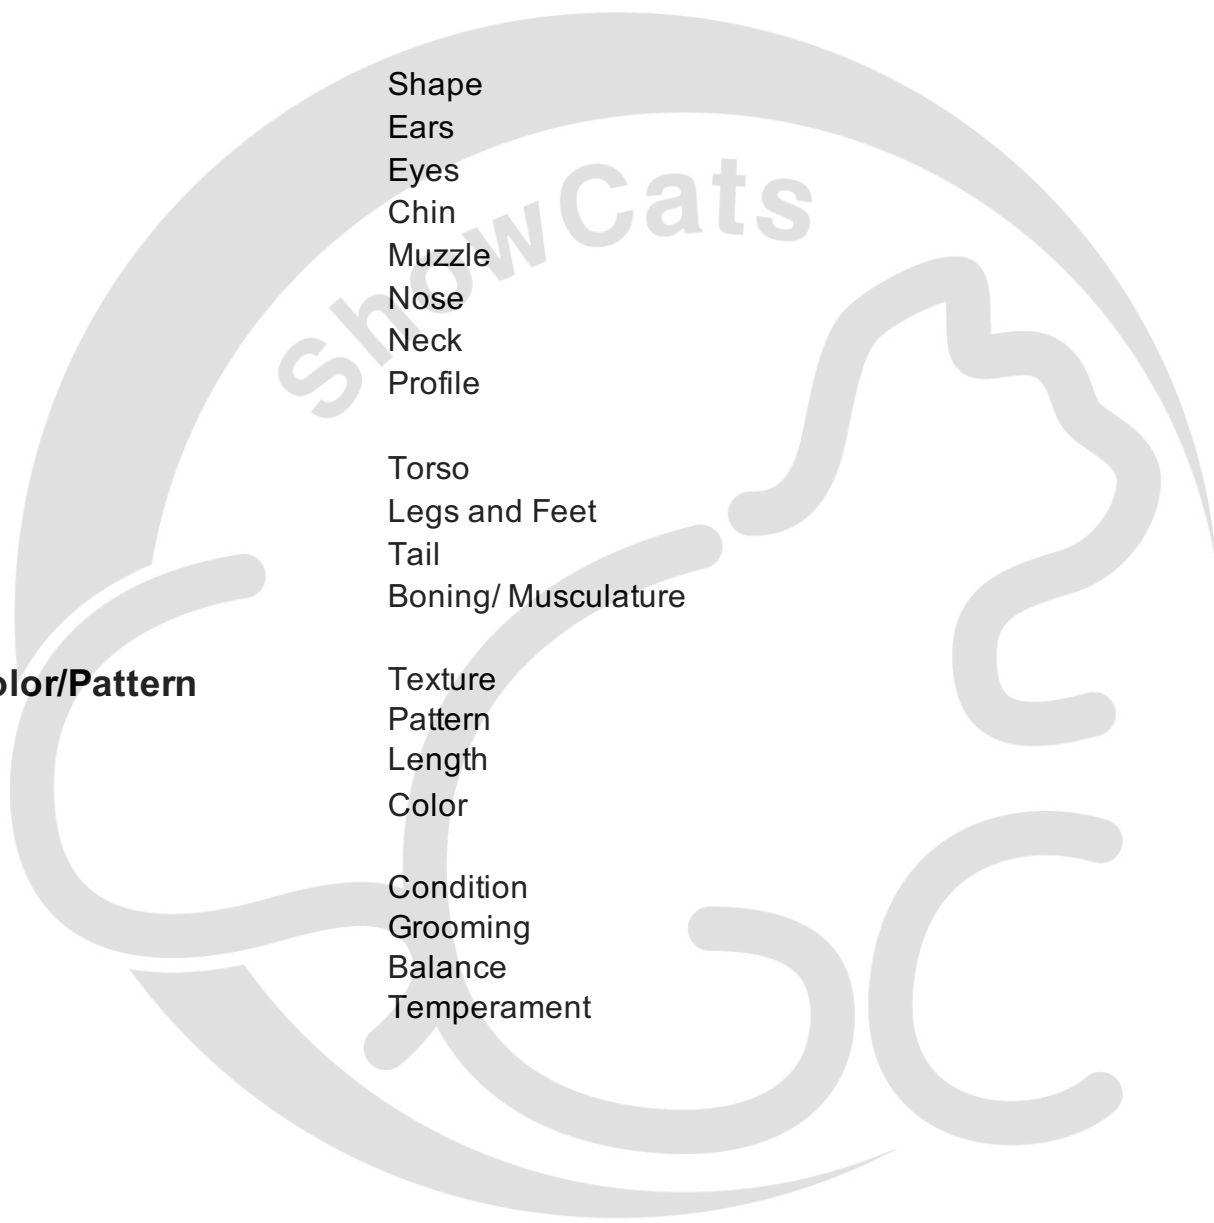 ShowCats
Shape
Ears
Eyes
Chin
Muzzle
Nose
Neck
Profile
Torso
Legs and Feet
Tail
Boning/ Musculature
olor/Pattern
Texture
Pattern
Length
Color
Condition
Grooming
Balance
Temperament
GC